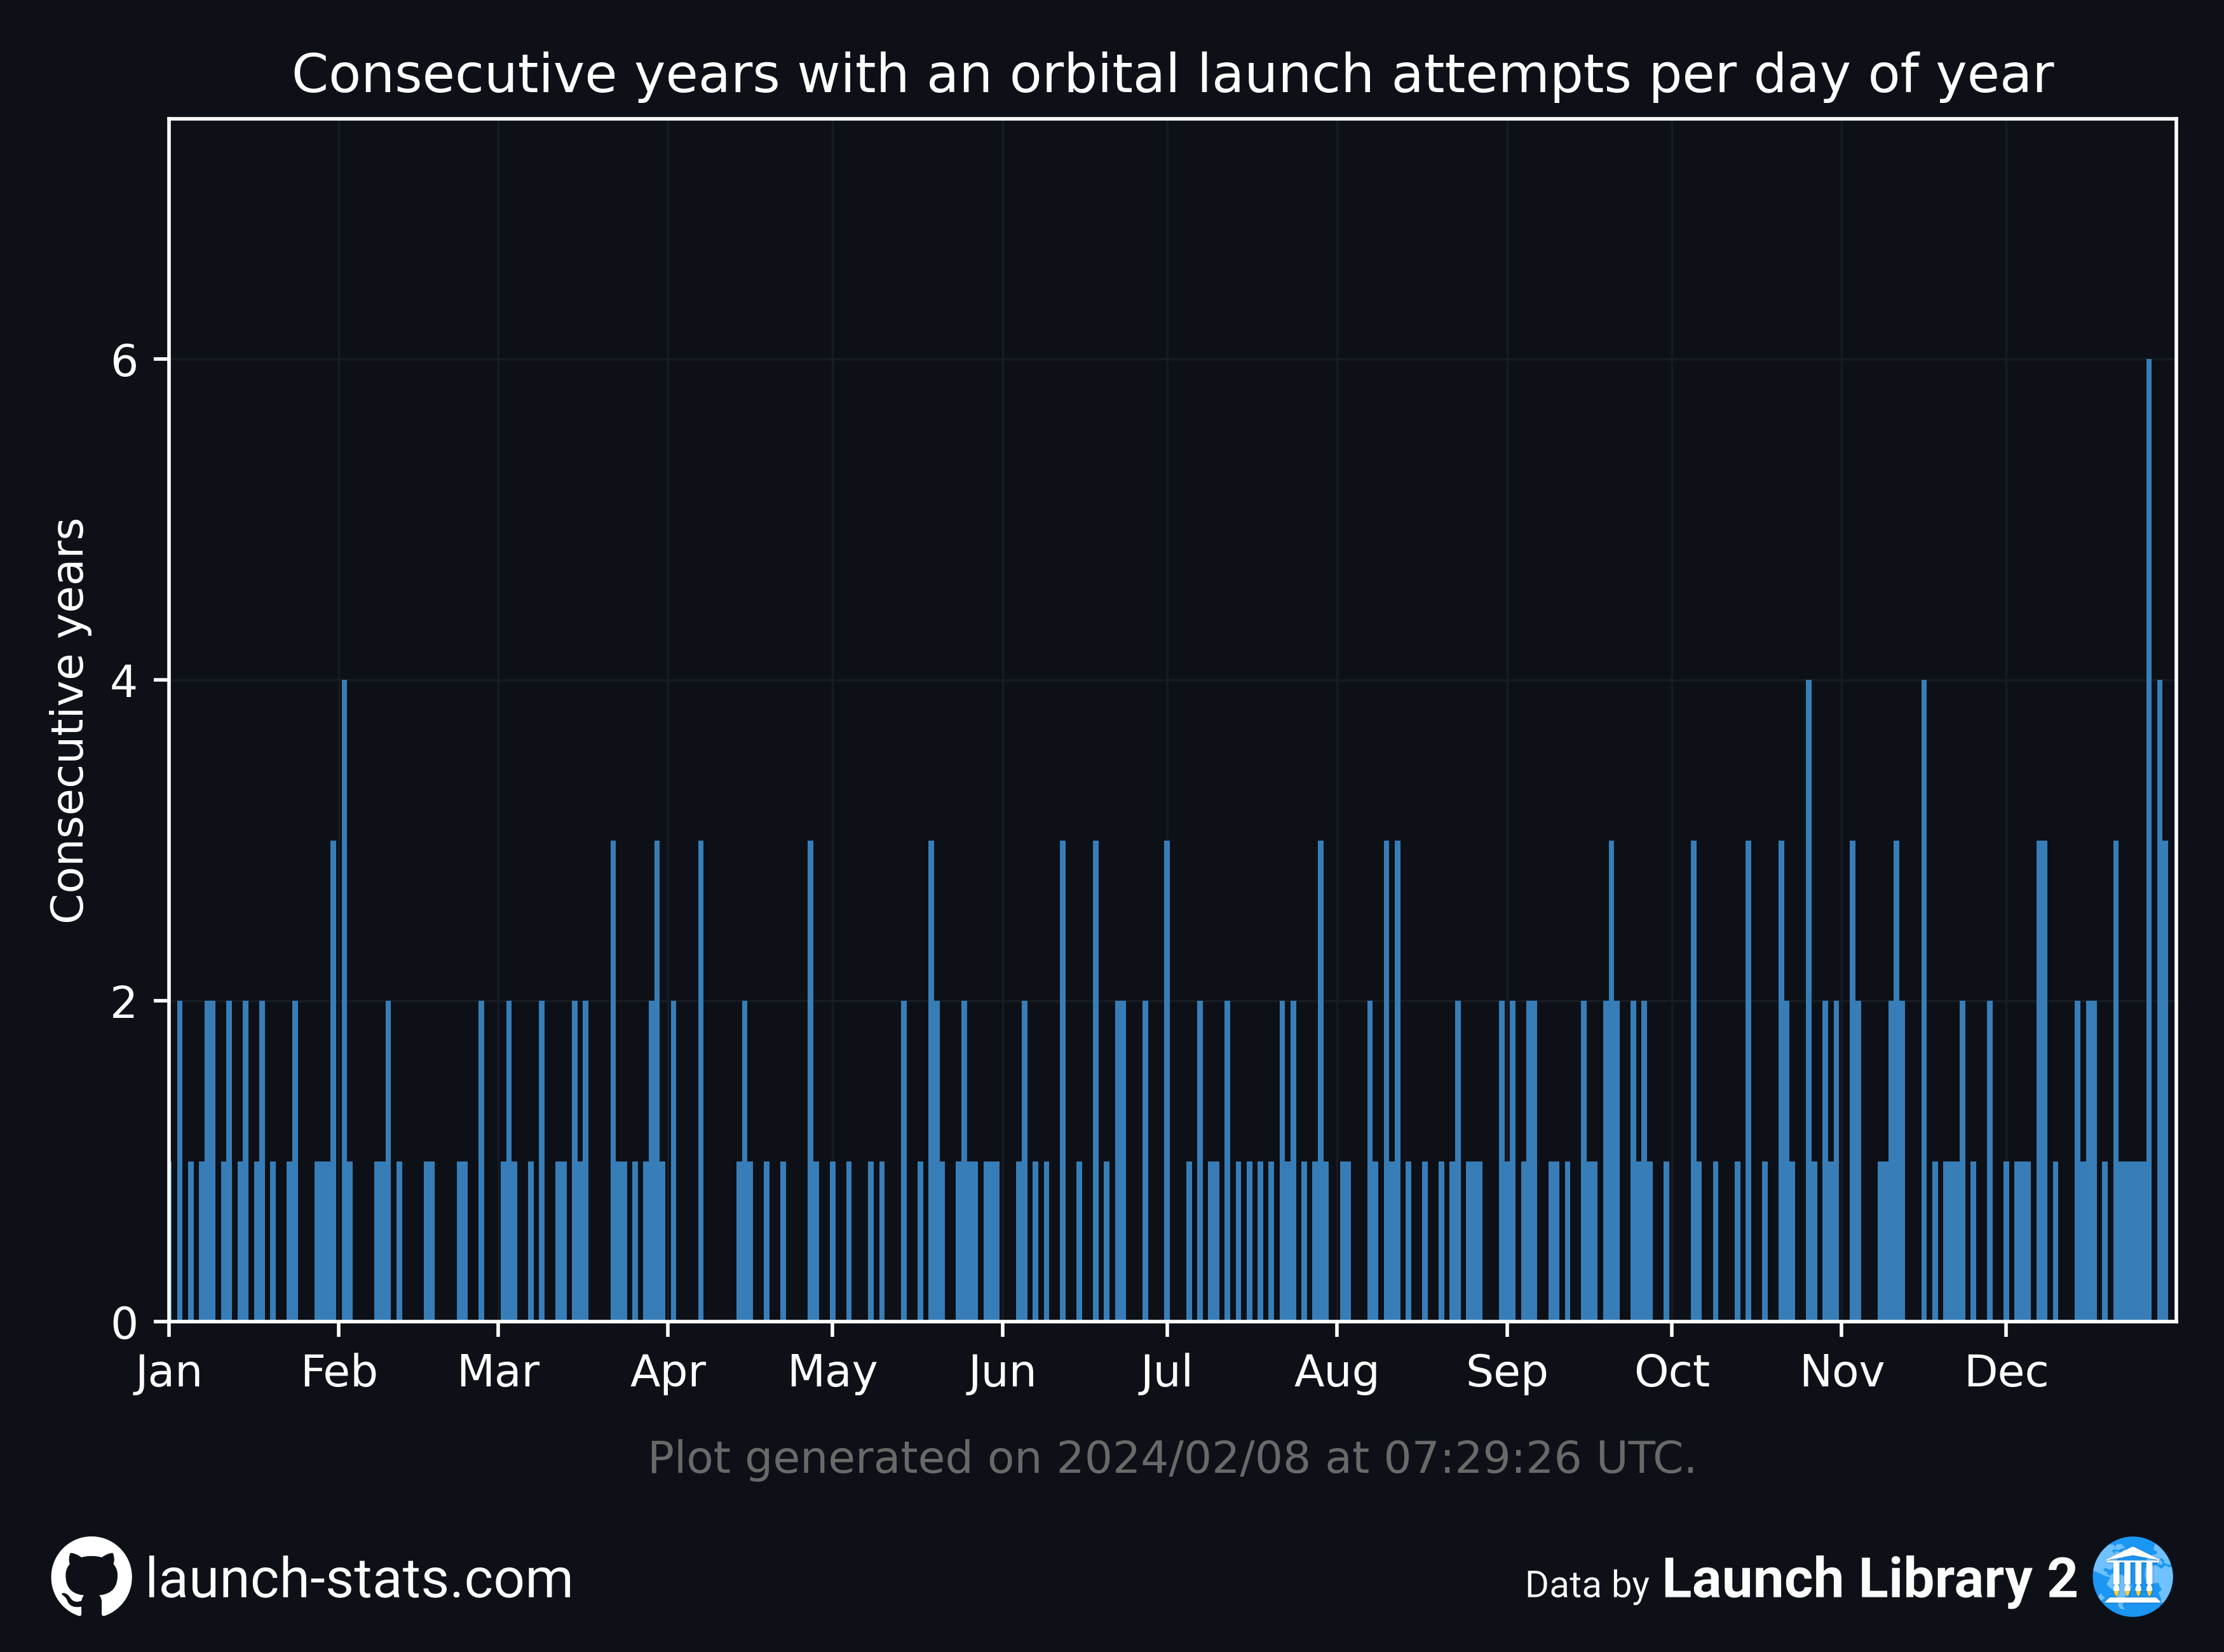 Consecutive years with an orbital launch attempts per day of year
Consecutive years
6
4
2
0
Jan Feb Mar Apr May Jun Jul Aug Sep Oct Nov Dec
Plot generated on 2024/02/08 at 07:29:26 UTC.
launch-stats.com
Data by Launch Library 2